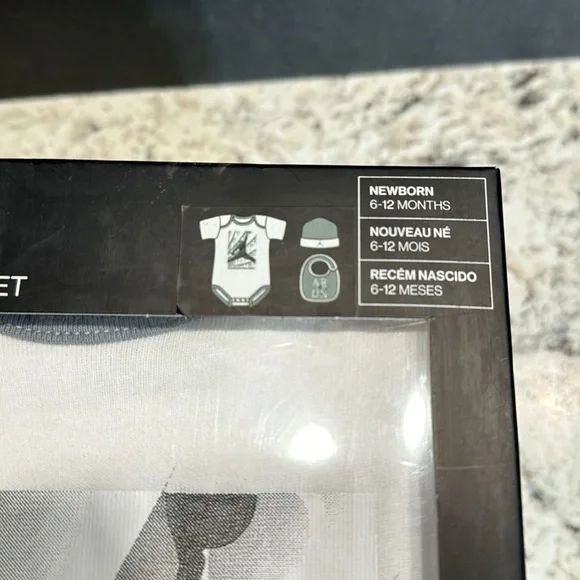 NEWBORN
6-12 MONTHS
NOUVEAU NÉ
6-12 MOIS
RECÉM NASCIDO
6-12 MESES
ET